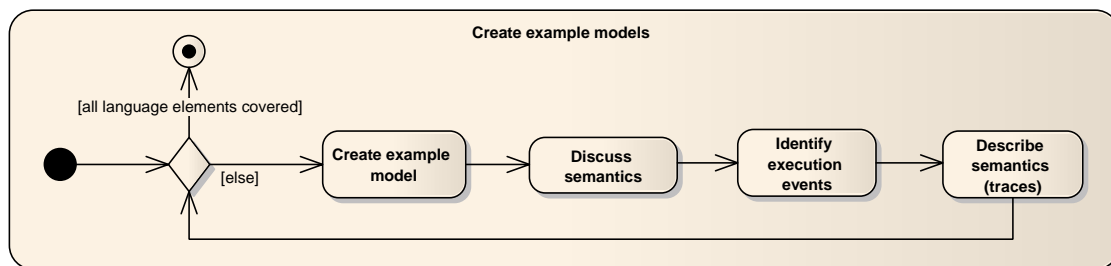 Create example models
[all language elements covered]
[else]
Create example
model
Discuss
semantics
Identify
execution
events
Describe
semantics
(traces)